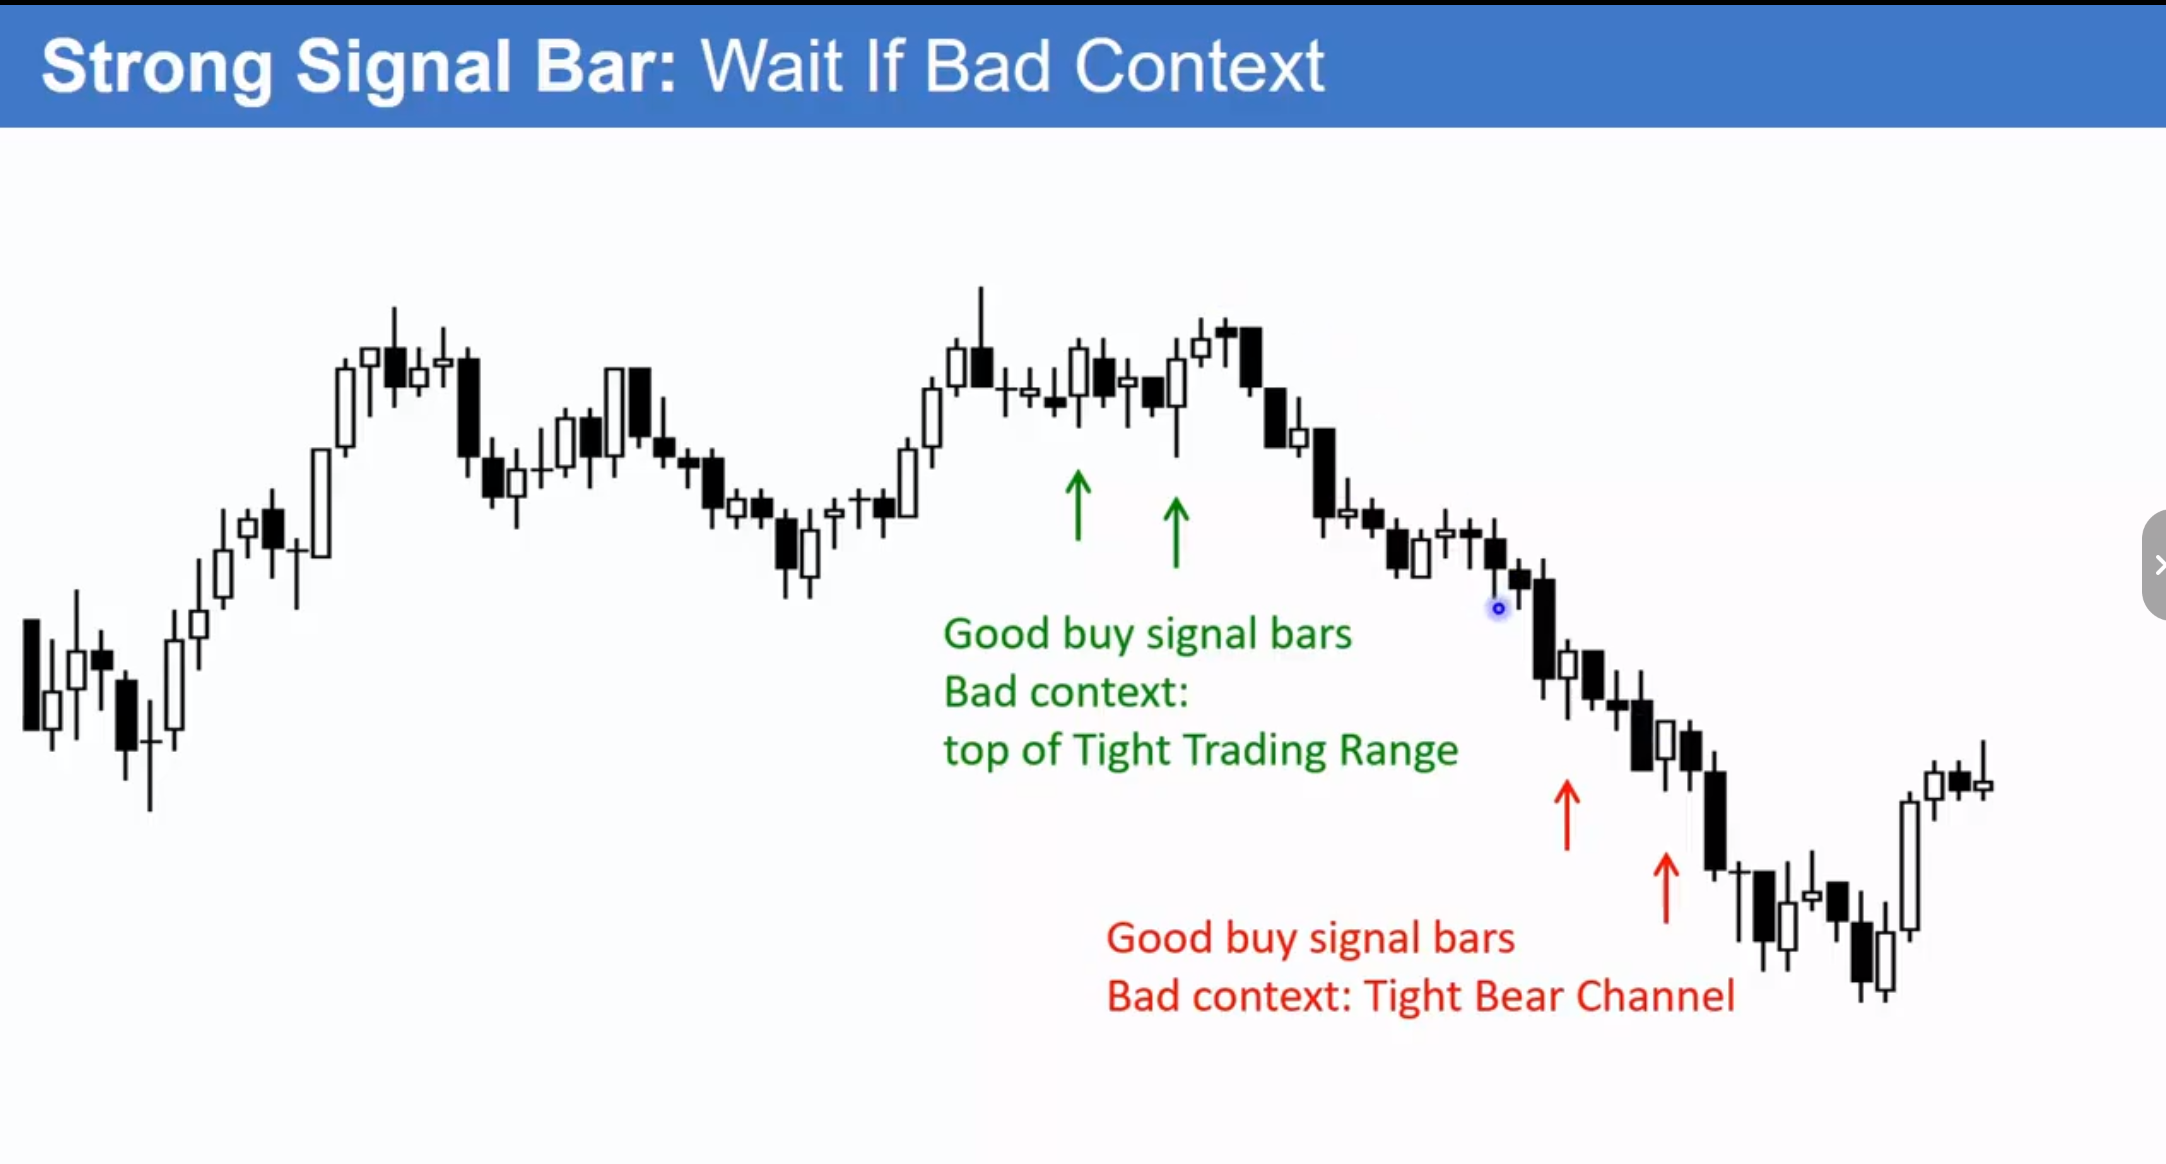 Strong Signal Bar: Wait If Bad Context
Good buy signal bars
Bad context:
top of Tight Trading Range
Good buy signal bars
Bad context: Tight Bear Channel